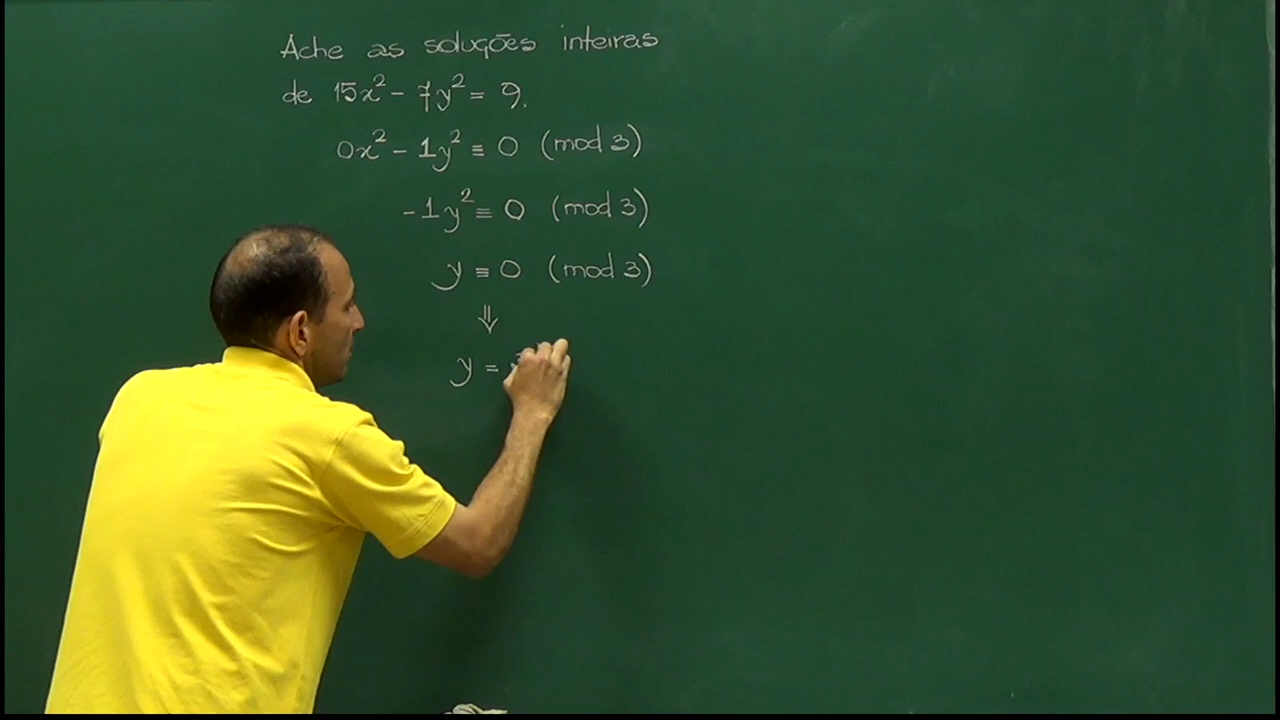 Ache as soluções inteiras
de 15x² - 7y² = 9.
0x² - 1y² ≡ 0 (mod 3)
-1y² ≡ 0 (mod 3)
y ≡ 0 (mod 3)
⇓
y =